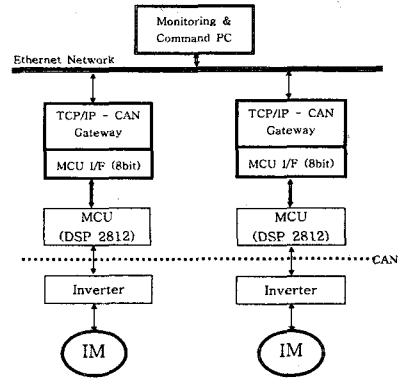 Monitoring &
Command PC
Ethernet Network
TCP/IP - CAN
Gateway
MCU I/F (8bit)
TCP/IP - CAN
Gateway
MCU I/F (8bit)
MCU
(DSP 2812)
MCU
(DSP 2812)
CAN
Inverter
Inverter
IM
IM